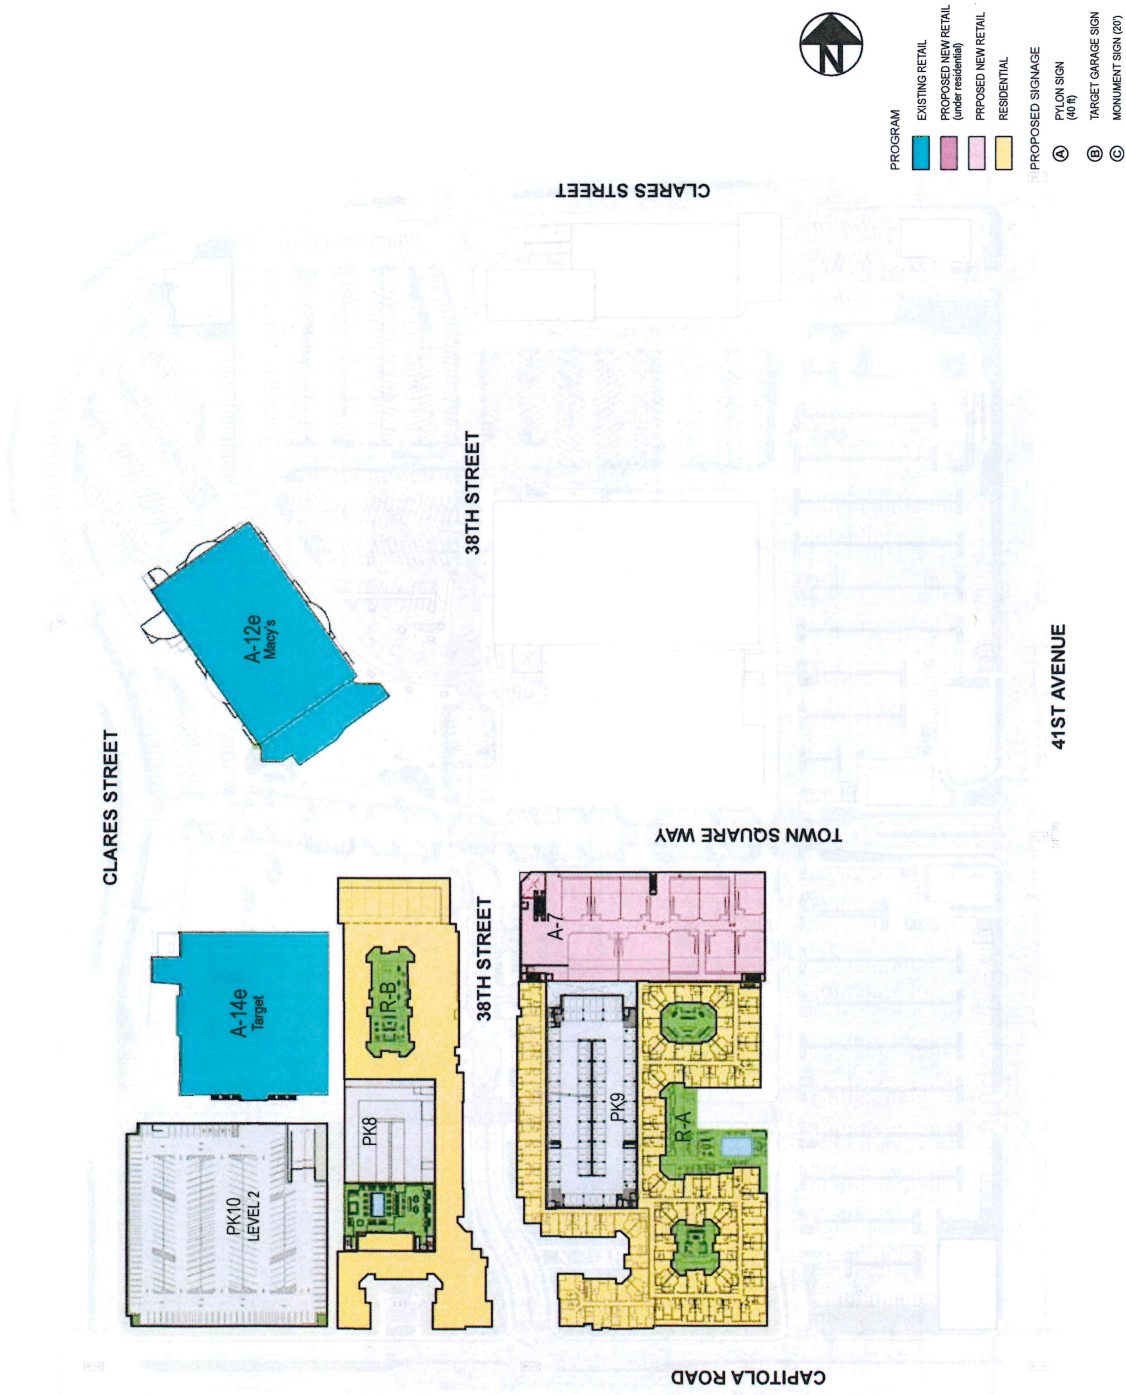 N
PROGRAM
EXISTING RETAIL
PROPOSED NEW RETAIL
(under residential)
PRPOSED NEW RETAIL
RESIDENTIAL
PROPOSED SIGNAGE
A PYLON SIGN
(40 ft)
B TARGET GARAGE SIGN
C MONUMENT SIGN (20')
CLARES STREET
38TH STREET
A-12e
Macy's
CLARES STREET
41ST AVENUE
TOWN SQUARE WAY
38TH STREET
A-7
A-14e
Target
R-B
PK8
PK9
R-A
PK10
LEVEL 2
CAPITOLA ROAD